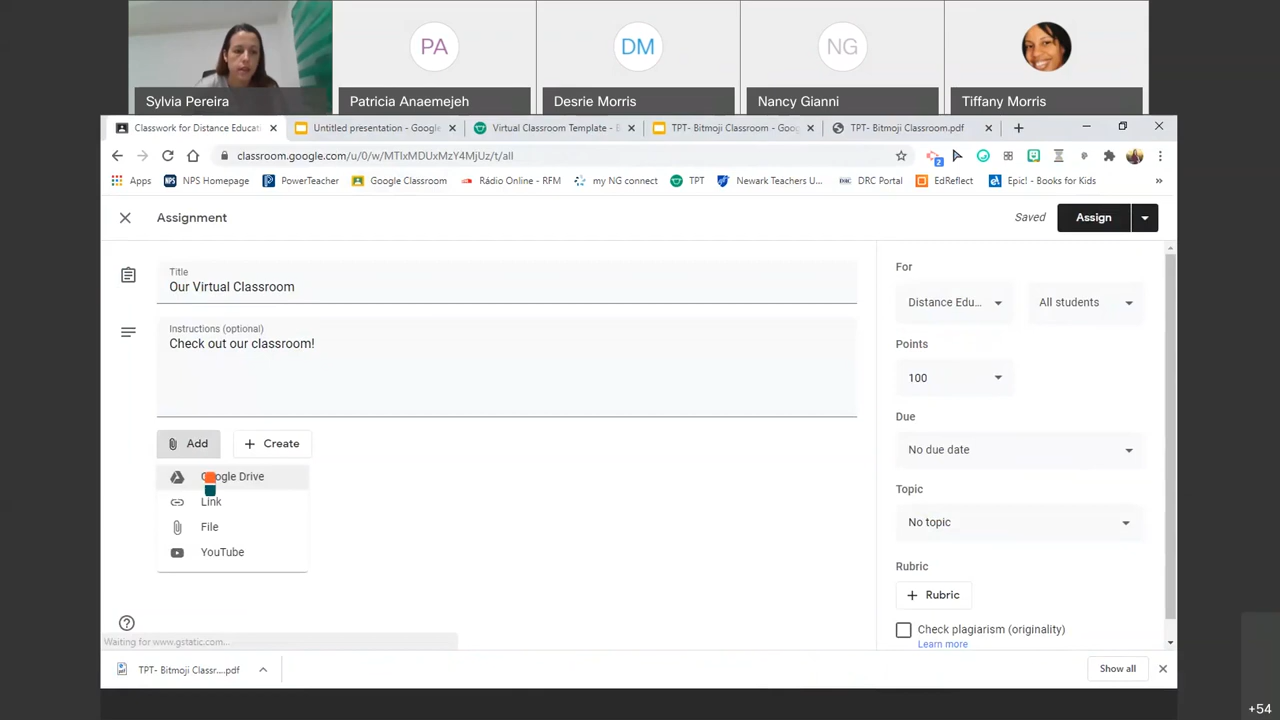 PA
DM
NG
Sylvia Pereira
Patricia Anaemejeh
Desrie Morris
Nancy Gianni
Tiffany Morris
Classwork for Distance Educati
Untitled presentation - Google
Virtual Classroom Template - B
TPT- Bitmoji Classroom - Goog
TPT- Bitmoji Classroom.pdf
classroom.google.com/u/0/w/MTIxMDUxMzY4MjUz/t/all
2
Apps
NPS Homepage
PowerTeacher
Google Classroom
Rádio Online - RFM
my NG connect
TPT
Newark Teachers U...
DRC Portal
EdReflect
Epic! - Books for Kids
»
Assignment
Saved
Assign
Title
Our Virtual Classroom
Instructions (optional)
Check out our classroom!
Add
Create
Google Drive
Link
File
YouTube
For
Distance Edu...
All students
Points
100
Due
No due date
Topic
No topic
Rubric
Rubric
Check plagiarism (originality)
Learn more
Waiting for www.gstatic.com...
TPT- Bitmoji Classr....pdf
Show all
+54